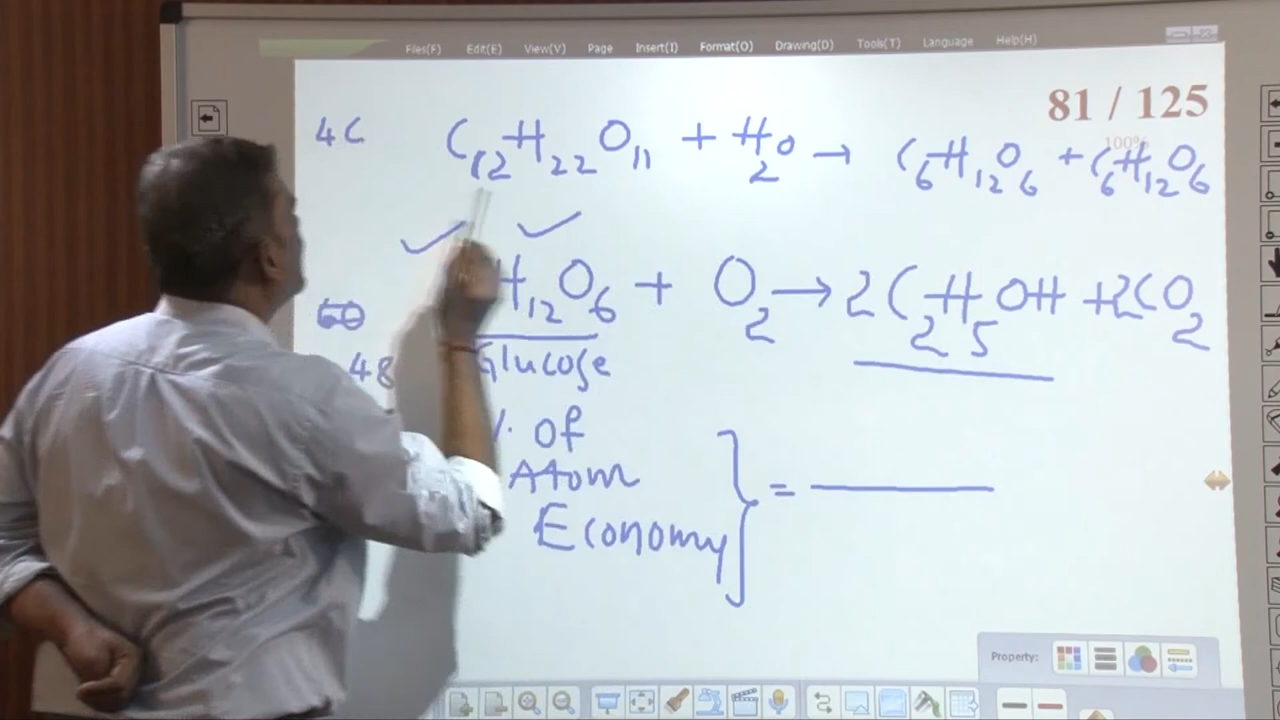 Files(F) Edit(E) View(V) Page Insert(I) Format(O) Drawing(D) Tools(T) Language Help(H)
81 / 125
100%
4C C12H22O11 + H2O → C6H12O6 + C6H12O6
H12O6 + O2 → 2C2H5OH + 2CO2
48 Glucose
% of
Atom
Economy } = 
Property: